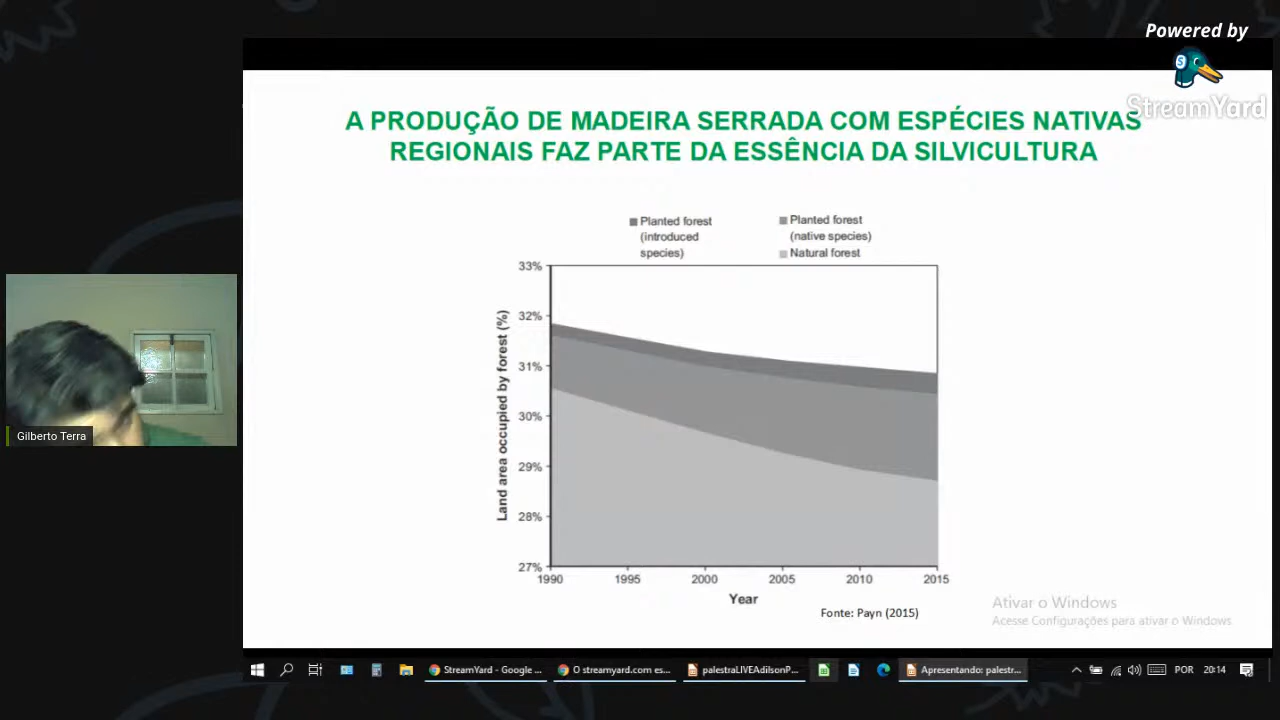 Powered by
StreamYard
A PRODUÇÃO DE MADEIRA SERRADA COM ESPÉCIES NATIVAS
REGIONAIS FAZ PARTE DA ESSÊNCIA DA SILVICULTURA
Planted forest
(introduced
species)
Planted forest
(native species)
Natural forest
33%
32%
31%
30%
29%
28%
27%
Land area occupied by forest (%)
1990
1995
2000
2005
2010
2015
Year
Fonte: Payn (2015)
Gilberto Terra
Ativar o Windows
Acesse Configurações para ativar o Windows
StreamYard - Google ...
O streamyard.com es...
palestraLIVEAdilsonP...
Apresentando: palestr...
POR
20:14